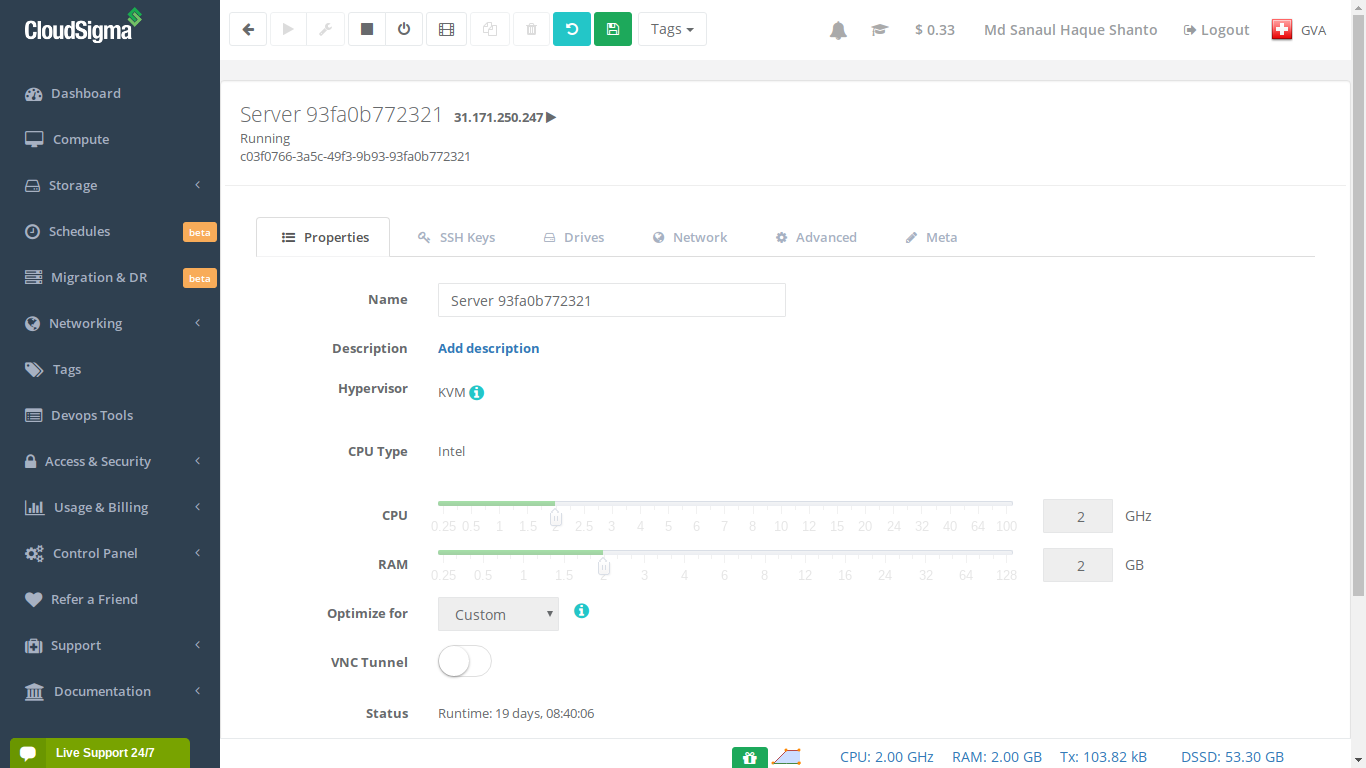 CloudSigma
Tags
$ 0.33
Md Sanaul Haque Shanto
Logout
GVA
Dashboard
Compute
Storage
Schedules
beta
Migration & DR
beta
Networking
Tags
Devops Tools
Access & Security
Usage & Billing
Control Panel
Refer a Friend
Support
Documentation
Live Support 24/7
Server 93fa0b772321 31.171.250.247
Running
c03f0766-3a5c-49f3-9b93-93fa0b772321
Properties
SSH Keys
Drives
Network
Advanced
Meta
Name
Server 93fa0b772321
Description
Add description
Hypervisor
KVM
CPU Type
Intel
CPU
0.25 0.5 1 1.5 2 2.5 3 4 5 6 7 8 10 12 15 20 24 32 40 64 100
2
GHz
RAM
0.25 0.5 1 1.5 2 3 4 6 8 12 16 24 32 64 128
2
GB
Optimize for
Custom
VNC Tunnel
Status
Runtime: 19 days, 08:40:06
CPU: 2.00 GHz
RAM: 2.00 GB
Tx: 103.82 kB
DSSD: 53.30 GB